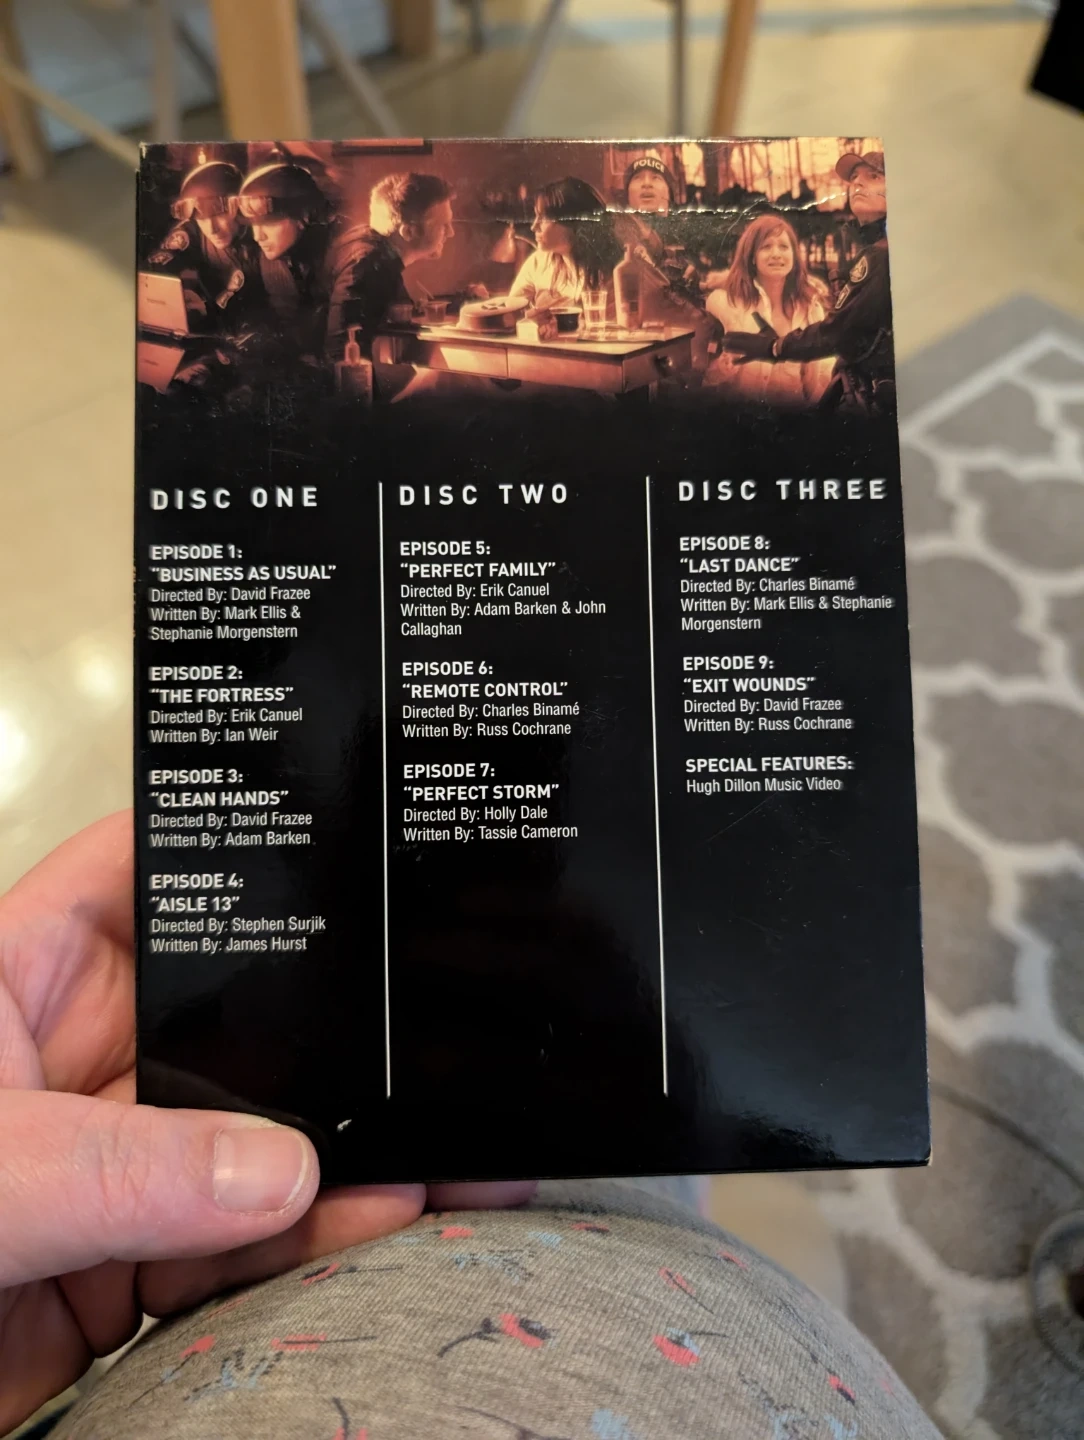 POLICE
DISC ONE
EPISODE 1:
"BUSINESS AS USUAL"
Directed By: David Frazee
Written By: Mark Ellis &
Stephanie Morgenstern
EPISODE 2:
"THE FORTRESS"
Directed By: Erik Canuel
Written By: Ian Weir
EPISODE 3:
"CLEAN HANDS"
Directed By: David Frazee
Written By: Adam Barken
EPISODE 4:
"AISLE 13"
Directed By: Stephen Surjik
Written By: James Hurst
DISC TWO
EPISODE 5:
"PERFECT FAMILY"
Directed By: Erik Canuel
Written By: Adam Barken & John
Callaghan
EPISODE 6:
"REMOTE CONTROL"
Directed By: Charles Binamé
Written By: Russ Cochrane
EPISODE 7:
"PERFECT STORM"
Directed By: Holly Dale
Written By: Tassie Cameron
DISC THREE
EPISODE 8:
"LAST DANCE"
Directed By: Charles Binamé
Written By: Mark Ellis & Stephanie
Morgenstern
EPISODE 9:
"EXIT WOUNDS"
Directed By: David Frazee
Written By: Russ Cochrane
SPECIAL FEATURES:
Hugh Dillon Music Video